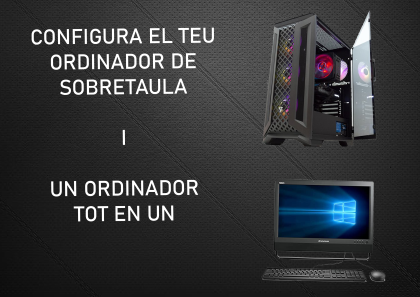 CONFIGURA EL TEU
ORDINADOR DE
SOBRETAULA
I
UN ORDINADOR
TOT EN UN